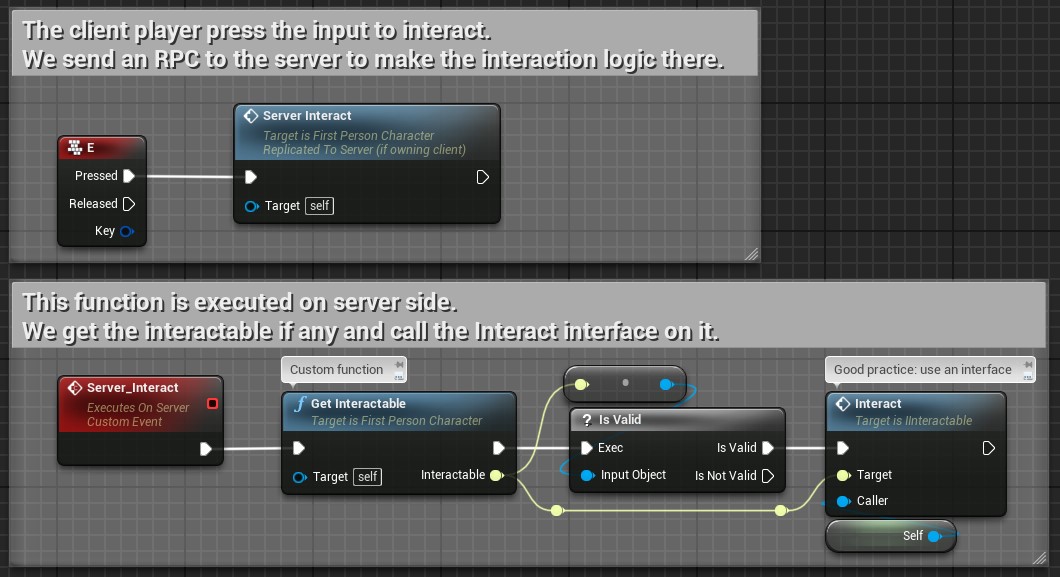 The client player press the input to interact.
We send an RPC to the server to make the interaction logic there.
E
Pressed
Released
Key
Server Interact
Target is First Person Character
Replicated To Server (if owning client)
Target self
This function is executed on server side.
We get the interactable if any and call the Interact interface on it.
Server_Interact
Executes On Server
Custom Event
Custom function
f Get Interactable
Target is First Person Character
Target self
Interactable
? Is Valid
Exec Is Valid
Input Object Is Not Valid
Good practice: use an interface
Interact
Target is IInteractable
Target
Caller
Self